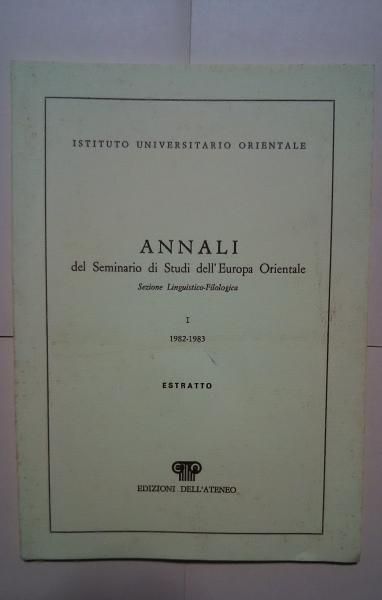 ISTITUTO UNIVERSITARIO ORIENTALE
ANNALI
del Seminario di Studi dell'Europa Orientale
Sezione Linguistico-Filologica
I
1982-1983
ESTRATTO
EDIZIONI DELL'ATENEO